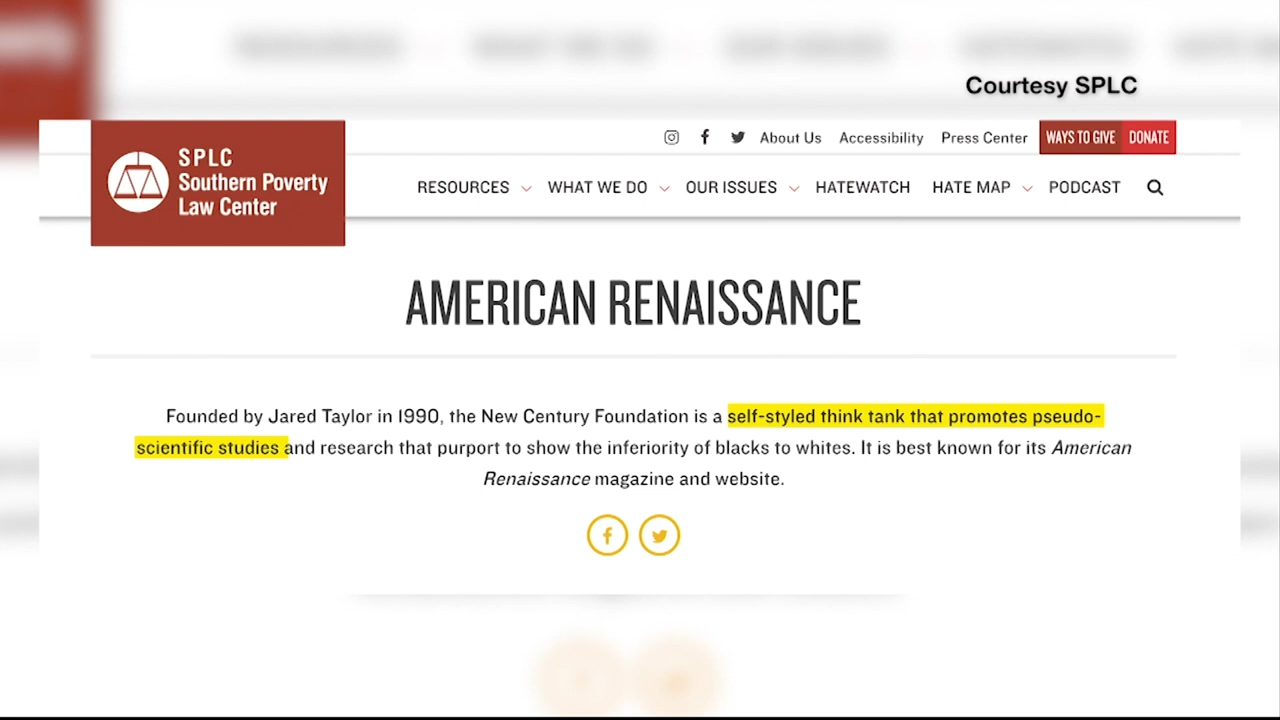 Courtesy SPLC
About Us Accessibility Press Center WAYS TO GIVE DONATE
SPLC
Southern Poverty
Law Center
RESOURCES WHAT WE DO OUR ISSUES HATEWATCH HATE MAP PODCAST
AMERICAN RENAISSANCE
Founded by Jared Taylor in 1990, the New Century Foundation is a self-styled think tank that promotes pseudo-
scientific studies and research that purport to show the inferiority of blacks to whites. It is best known for its American
Renaissance magazine and website.